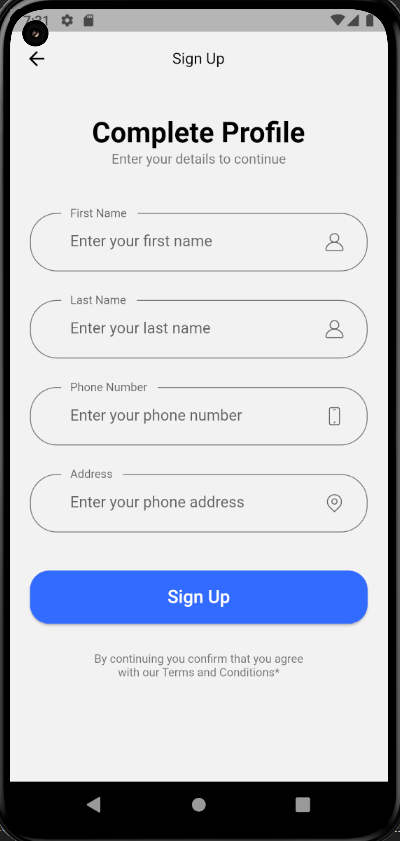 7:31
Sign Up
Complete Profile
Enter your details to continue
First Name
Enter your first name
Last Name
Enter your last name
Phone Number
Enter your phone number
Address
Enter your phone address
Sign Up
By continuing you confirm that you agree
with our Terms and Conditions*